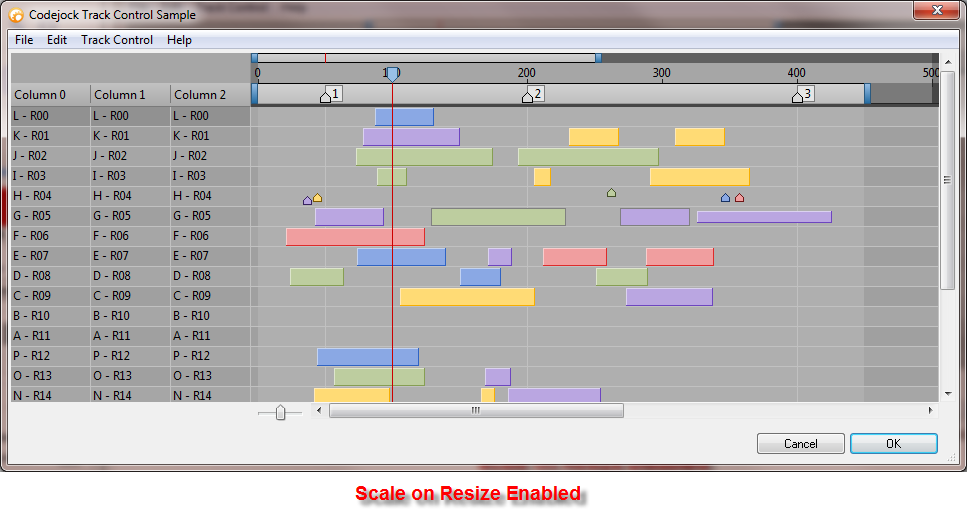 Codejock Track Control Sample
File Edit Track Control Help
0 100 200 300 400 500
Column 0 Column 1 Column 2 1 2 3
L - R00 L - R00 L - R00
K - R01 K - R01 K - R01
J - R02 J - R02 J - R02
I - R03 I - R03 I - R03
H - R04 H - R04 H - R04
G - R05 G - R05 G - R05
F - R06 F - R06 F - R06
E - R07 E - R07 E - R07
D - R08 D - R08 D - R08
C - R09 C - R09 C - R09
B - R10 B - R10 B - R10
A - R11 A - R11 A - R11
P - R12 P - R12 P - R12
O - R13 O - R13 O - R13
N - R14 N - R14 N - R14
Cancel OK
Scale on Resize Enabled